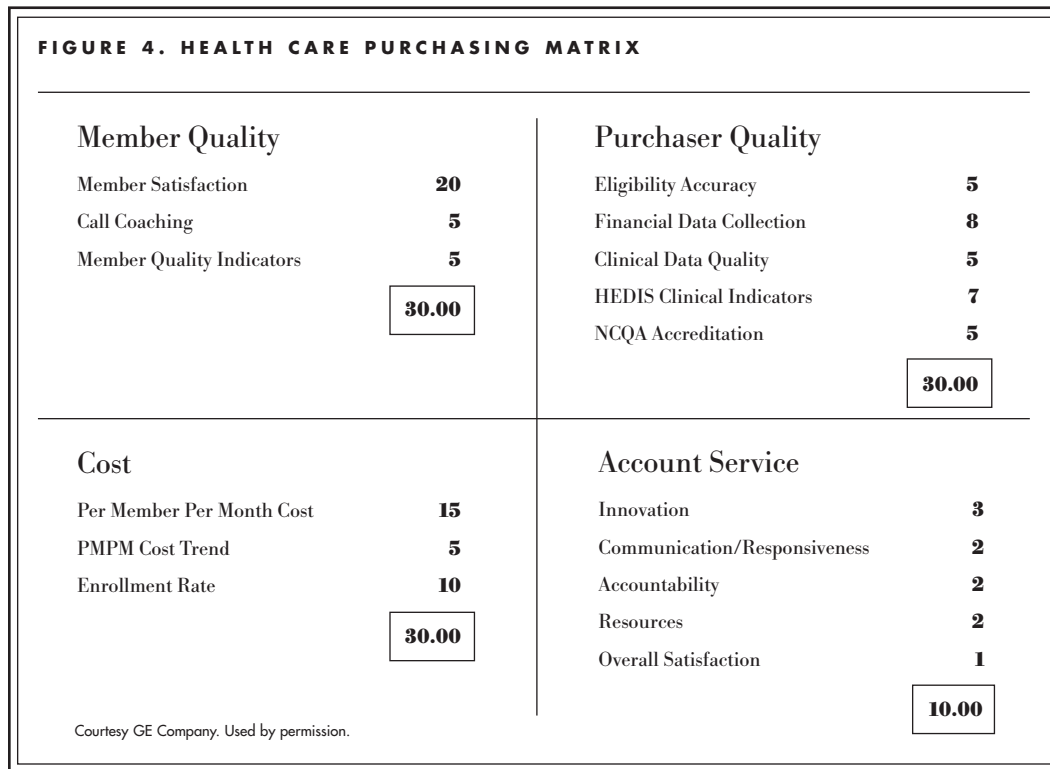 FIGURE 4. HEALTH CARE PURCHASING MATRIX
Member Quality
Member Satisfaction 20
Call Coaching 5
Member Quality Indicators 5
30.00
Purchaser Quality
Eligibility Accuracy 5
Financial Data Collection 8
Clinical Data Quality 5
HEDIS Clinical Indicators 7
NCQA Accreditation 5
30.00
Cost
Per Member Per Month Cost 15
PMPM Cost Trend 5
Enrollment Rate 10
30.00
Account Service
Innovation 3
Communication/Responsiveness 2
Accountability 2
Resources 2
Overall Satisfaction 1
10.00
Courtesy GE Company. Used by permission.